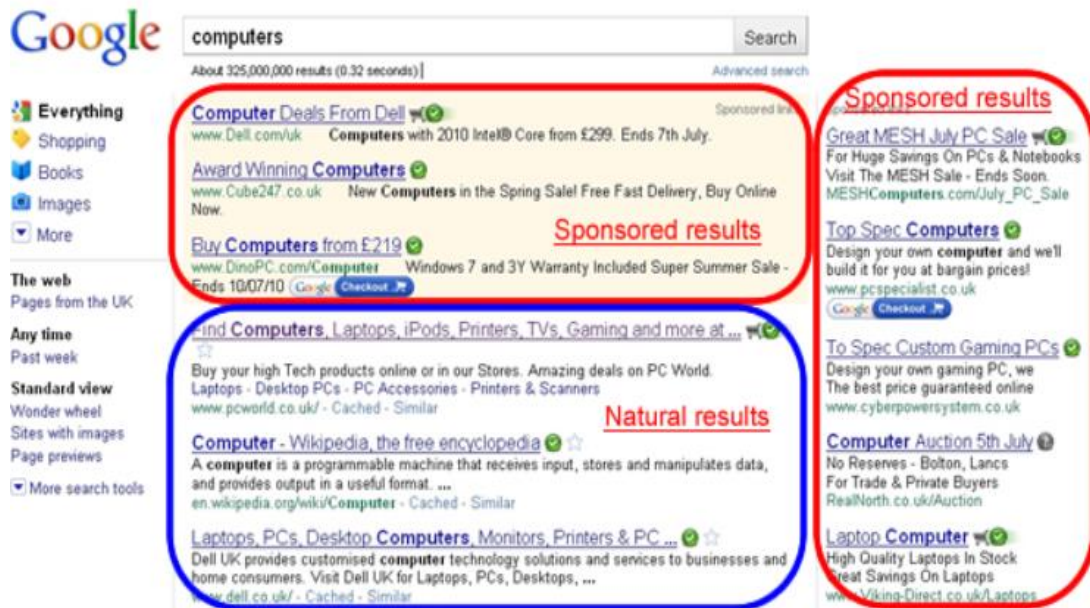 Google
computers
Search
About 325,000,000 results (0.32 seconds)
Advanced search
Everything
Shopping
Books
Images
More
The web
Pages from the UK
Any time
Past week
Standard view
Wonder wheel
Sites with images
Page previews
More search tools
Computer Deals From Dell
Sponsored links
www.Dell.com/uk Computers with 2010 Intel® Core from £299. Ends 7th July.
Award Winning Computers
www.Cube247.co.uk New Computers in the Spring Sale! Free Fast Delivery, Buy Online
Now.
Sponsored results
Buy Computers from £219
www.DinoPC.com/Computer Windows 7 and 3Y Warranty Included Super Summer Sale -
Ends 10/07/10 Google Checkout
Find Computers, Laptops, iPods, Printers, TVs, Gaming and more at ...
Buy your high Tech products online or in our Stores. Amazing deals on PC World.
Laptops - Desktop PCs - PC Accessories - Printers & Scanners
www.pcworld.co.uk/ - Cached - Similar
Natural results
Computer - Wikipedia, the free encyclopedia
A computer is a programmable machine that receives input, stores and manipulates data,
and provides output in a useful format. ...
en.wikipedia.org/wiki/Computer - Cached - Similar
Laptops, PCs, Desktop Computers, Monitors, Printers & PC ...
Dell UK provides customised computer technology solutions and services to businesses and
home consumers. Visit Dell UK for Laptops, PCs, Desktops, ...
www.dell.co.uk/ - Cached - Similar
Sponsored results
Great MESH July PC Sale
For Huge Savings On PCs & Notebooks
Visit The MESH Sale - Ends Soon.
MESHComputers.com/July_PC_Sale
Top Spec Computers
Design your own computer and we'll
build it for you at bargain prices!
www.pcspecialist.co.uk
Google Checkout
To Spec Custom Gaming PCs
Design your own gaming PC, we
The best price guaranteed online
www.cyberpowersystem.co.uk
Computer Auction 5th July
No Reserves - Bolton, Lancs
For Trade & Private Buyers
RealNorth.co.uk/Auction
Laptop Computer
High Quality Laptops In Stock
Great Savings On Laptops
www.Viking-Direct.co.uk/Laptops